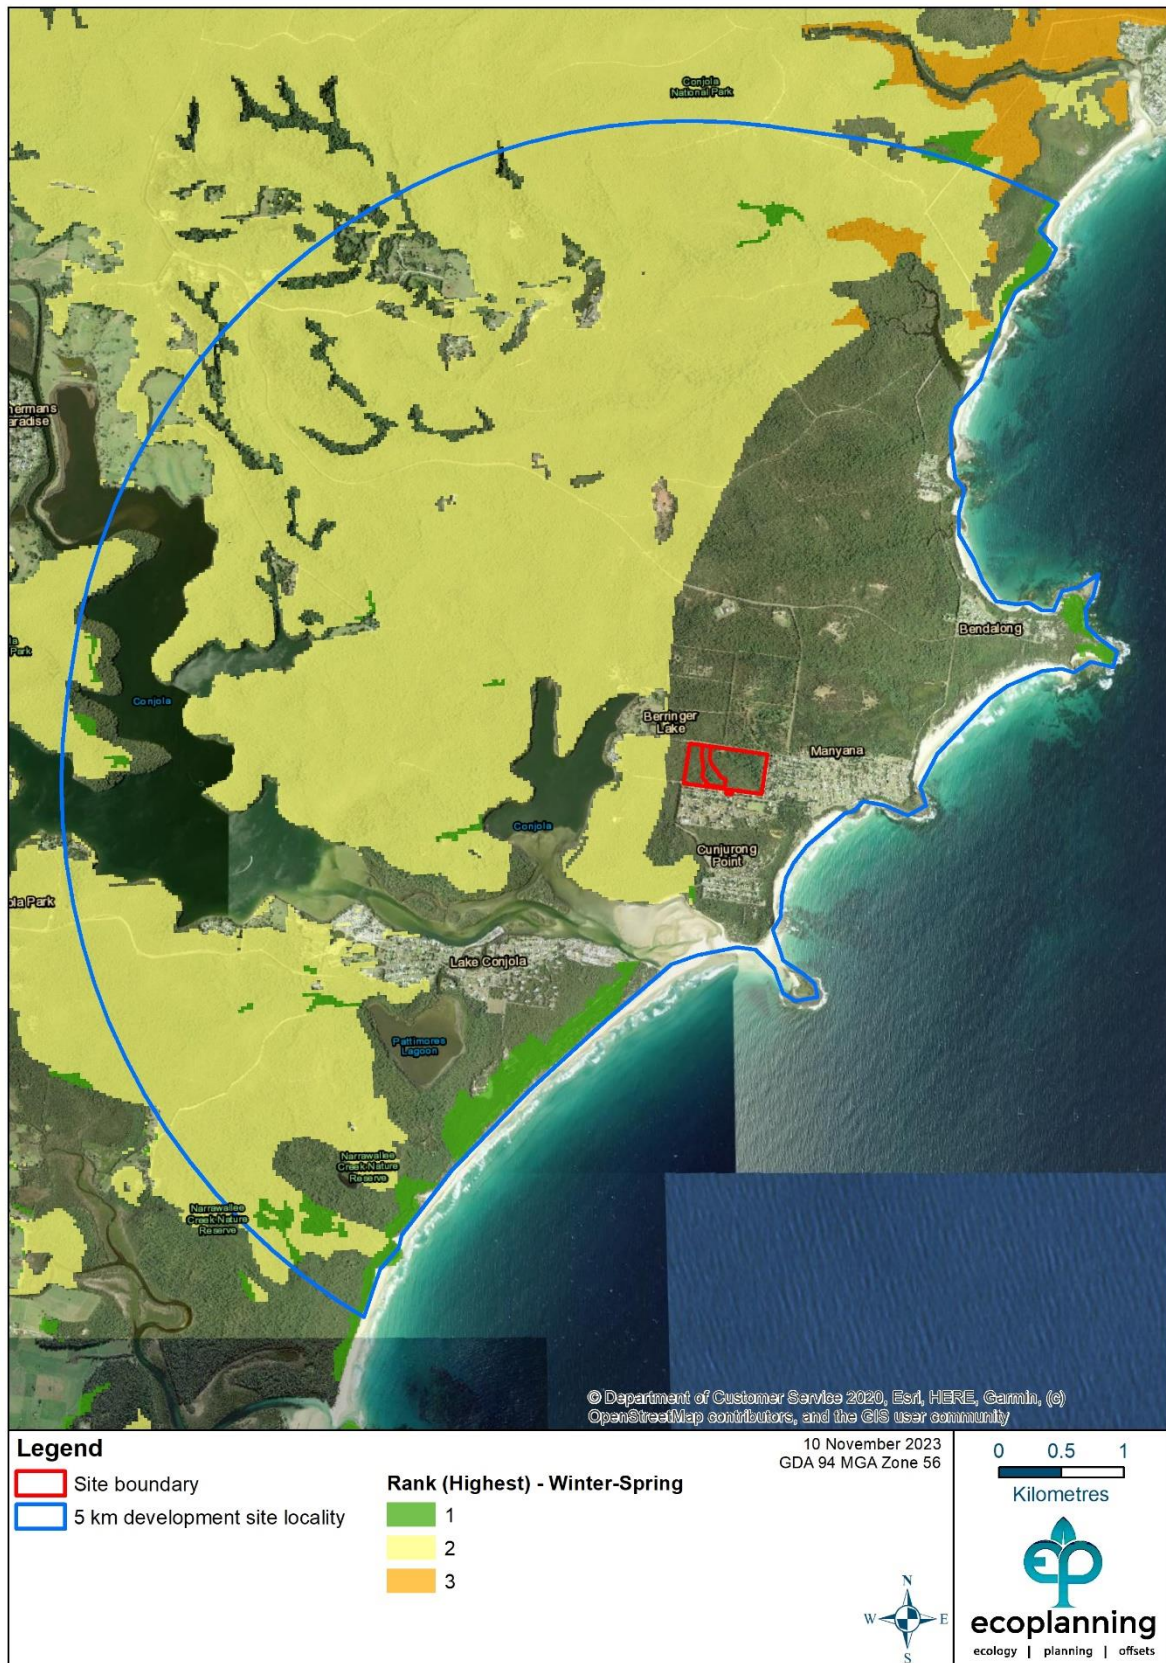 Conjola
National Park
hermans
aradise
Bendalong
Park
Conjola
Berringer
Lake
Manyana
Conjola
Cunjurong
Point
ola Park
Lake Conjola
Pattimores
Lagoon
Narrawallee
Creek Nature
Reserve
Narrawallee
Creek Nature
Reserve
© Department of Customer Service 2020, Esri, HERE, Garmin, (c)
OpenStreetMap contributors, and the GIS user community
Legend
Site boundary
5 km development site locality
Rank (Highest) - Winter-Spring
1
2
3
10 November 2023
GDA 94 MGA Zone 56
N
W E
S
0 0.5 1
Kilometres
ep
ecoplanning
ecology | planning | offsets